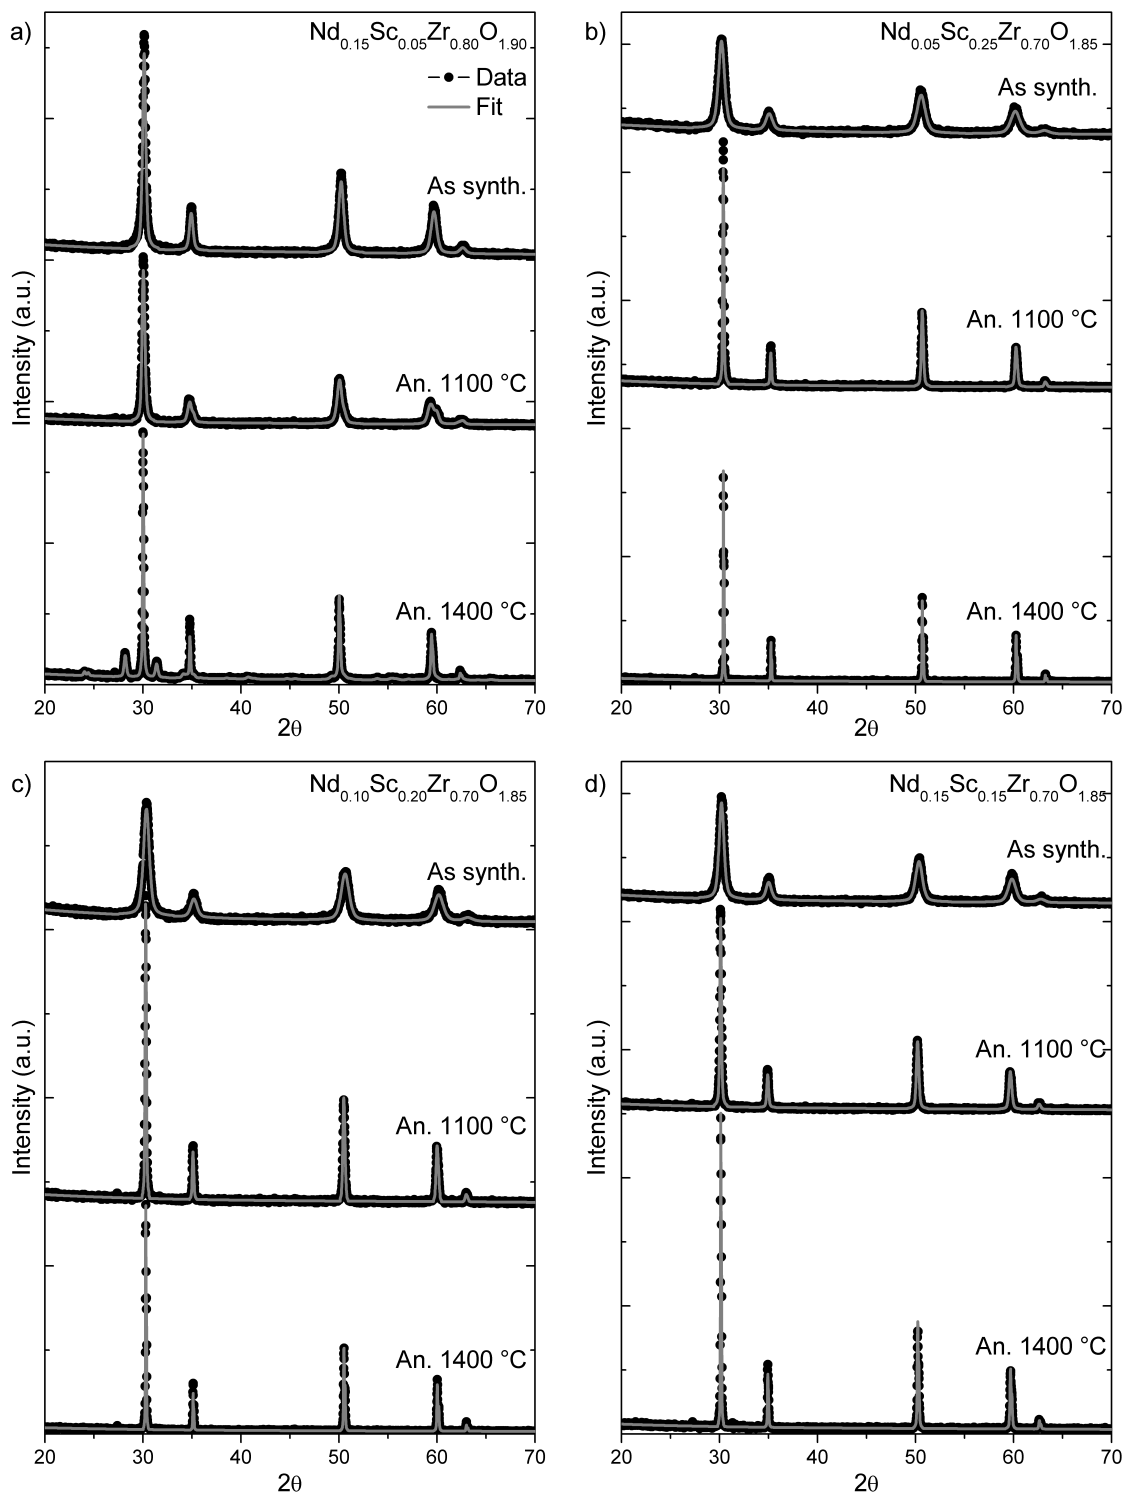 a)
Nd0.15Sc0.05Zr0.80O1.90
Data
Fit
As synth.
An. 1100 °C
An. 1400 °C
Intensity (a.u.)
20 30 40 50 60 70
2θ
b)
Nd0.05Sc0.25Zr0.70O1.85
As synth.
An. 1100 °C
An. 1400 °C
Intensity (a.u.)
20 30 40 50 60 70
2θ
c)
Nd0.10Sc0.20Zr0.70O1.85
As synth.
An. 1100 °C
An. 1400 °C
Intensity (a.u.)
20 30 40 50 60 70
2θ
d)
Nd0.15Sc0.15Zr0.70O1.85
As synth.
An. 1100 °C
An. 1400 °C
Intensity (a.u.)
20 30 40 50 60 70
2θ